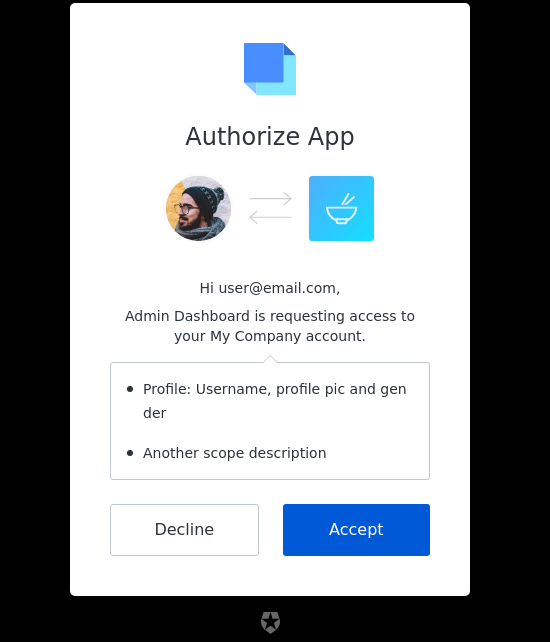 Authorize App
Hi user@email.com,
Admin Dashboard is requesting access to
your My Company account.
Profile: Username, profile pic and gen
der
Another scope description
Decline
Accept